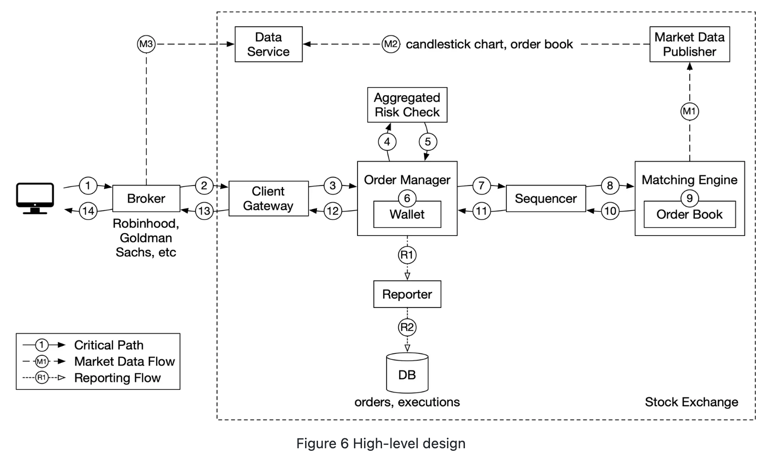 M3
Data
Service
M2
candlestick chart, order book
Market Data
Publisher
Aggregated
Risk Check
M1
4
5
1
Broker
2
Client
Gateway
3
Order Manager
6
Wallet
7
Sequencer
8
Matching Engine
9
Order Book
14
13
12
11
10
Robinhood,
Goldman
Sachs, etc
R1
Reporter
R2
DB
orders, executions
1 Critical Path
M1 Market Data Flow
R1 Reporting Flow
Stock Exchange
Figure 6 High-level design